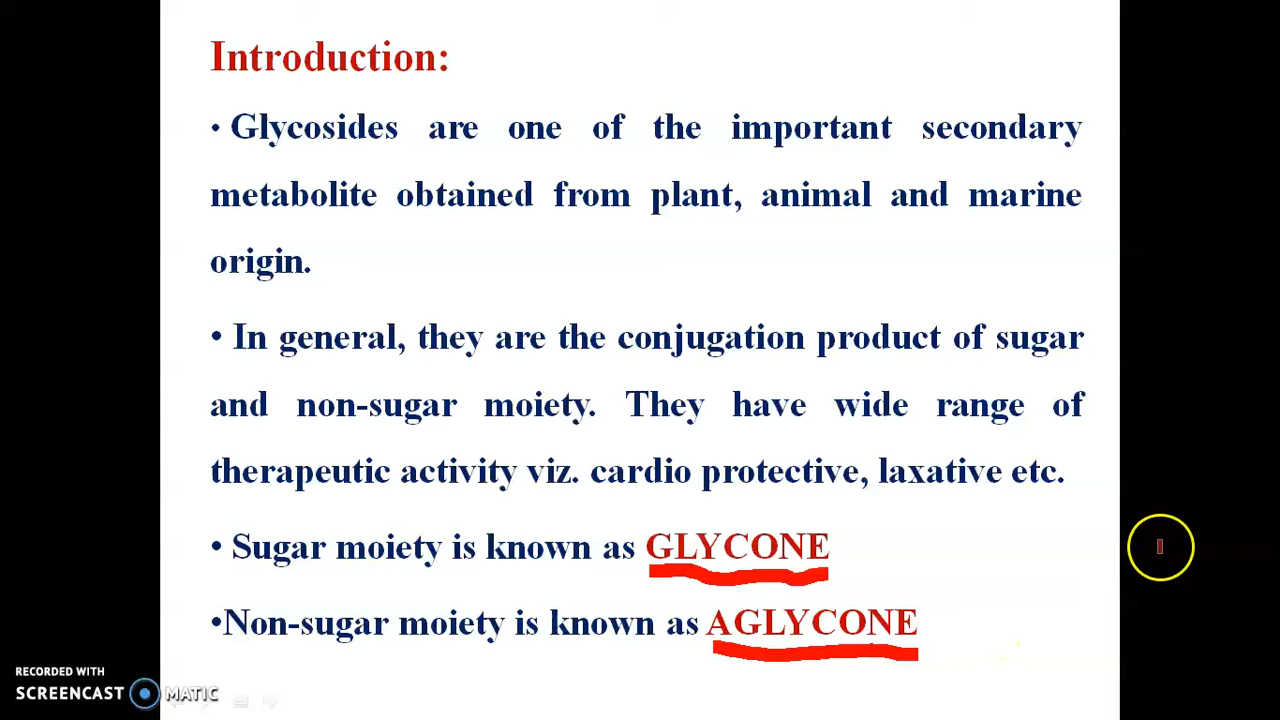 Introduction:
• Glycosides are one of the important secondary
metabolite obtained from plant, animal and marine
origin.
• In general, they are the conjugation product of sugar
and non-sugar moiety. They have wide range of
therapeutic activity viz. cardio protective, laxative etc.
• Sugar moiety is known as GLYCONE
•Non-sugar moiety is known as AGLYCONE
RECORDED WITH
SCREENCAST MATIC